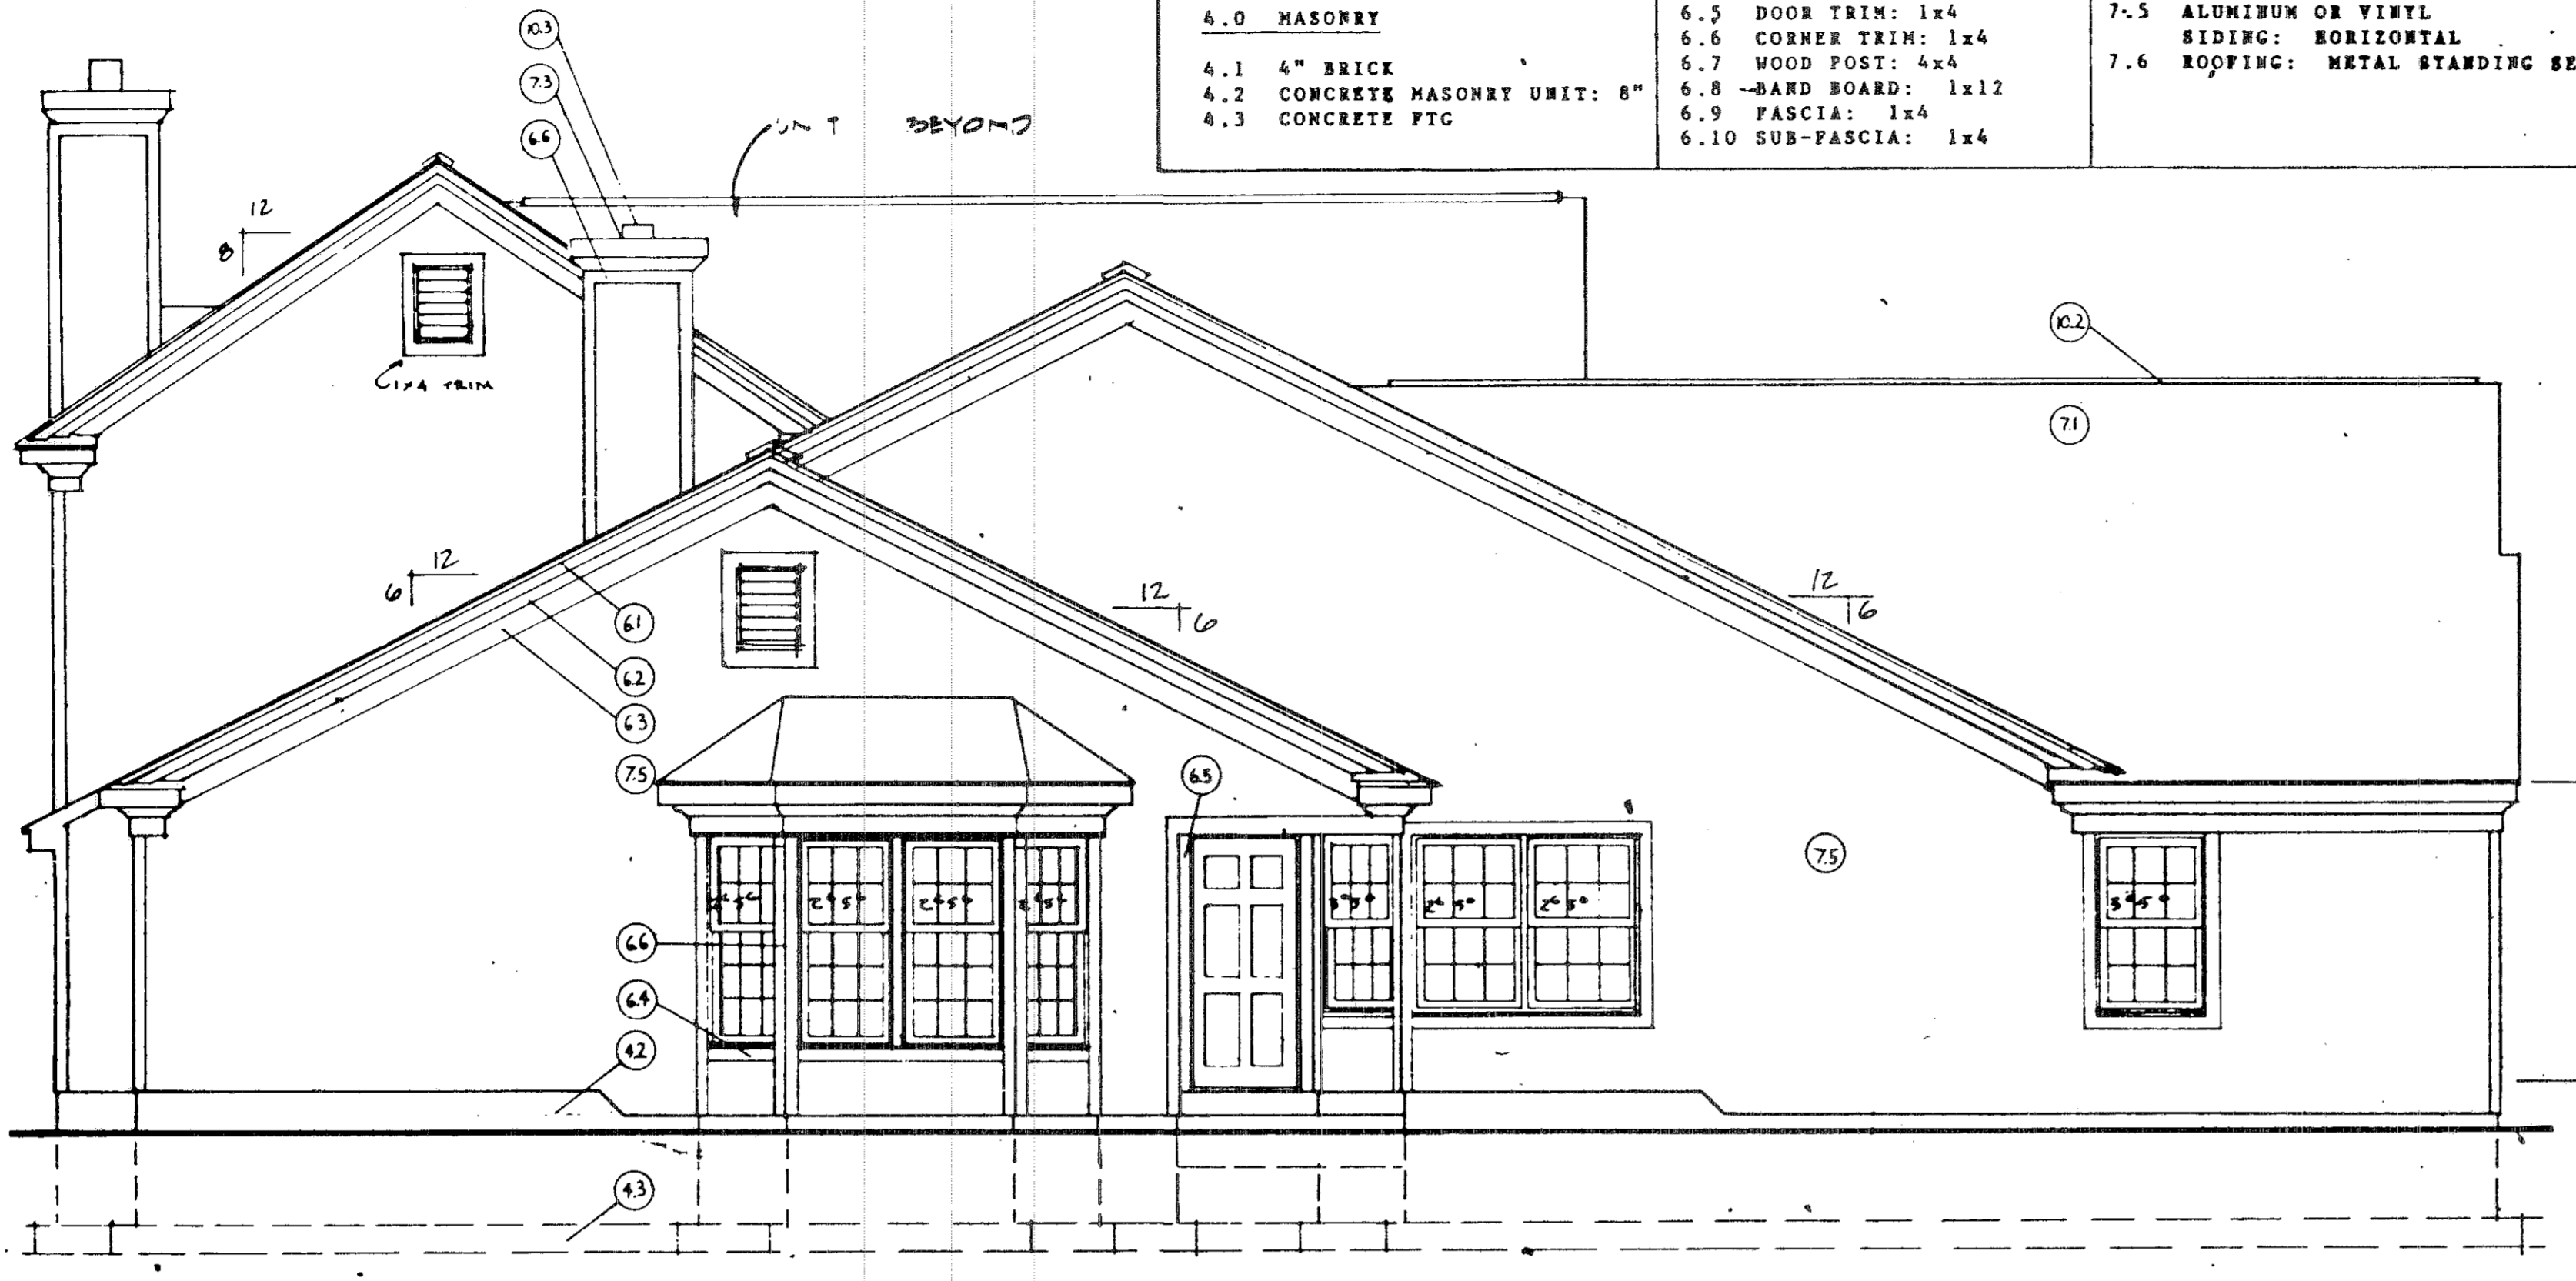 4.0 MASONRY
4.1 4" BRICK
4.2 CONCRETE MASONRY UNIT: 8"
4.3 CONCRETE FTG
6.5 DOOR TRIM: 1x4
6.6 CORNER TRIM: 1x4
6.7 WOOD POST: 4x4
6.8 BAND BOARD: 1x12
6.9 FASCIA: 1x4
6.10 SUB-FASCIA: 1x4
7.5 ALUMINUM OR VINYL
SIDING: HORIZONTAL
7.6 ROOFING: METAL STANDING SE
10.3
7.3
6.6
BEYOND
12
8
1x4 TRIM
10.2
7.1
12
6
12
6
12
6
6.1
6.2
6.3
7.5
6.5
7.5
6.6
6.4
4.2
4.3